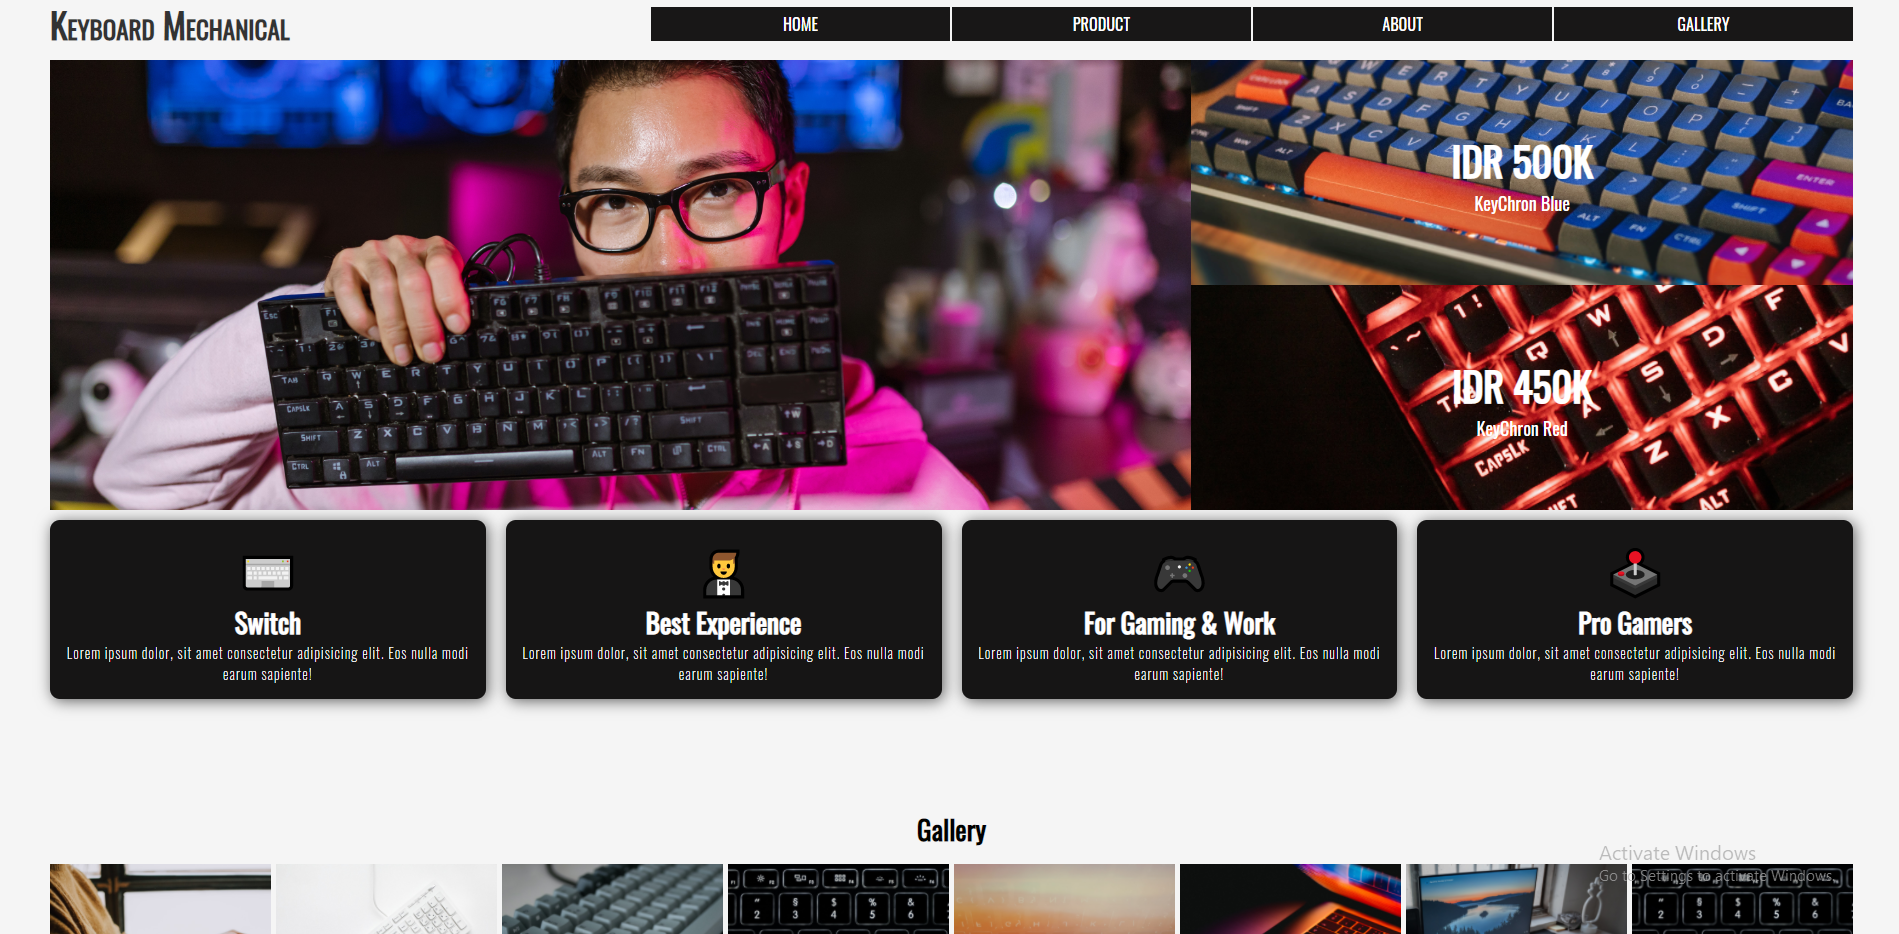 KEYBOARD MECHANICAL
HOME
PRODUCT
ABOUT
GALLERY
IDR 500K
KeyChron Blue
IDR 450K
KeyChron Red
Switch
Lorem ipsum dolor, sit amet consectetur adipisicing elit. Eos nulla modi
earum sapiente!
Best Experience
Lorem ipsum dolor, sit amet consectetur adipisicing elit. Eos nulla modi
earum sapiente!
For Gaming & Work
Lorem ipsum dolor, sit amet consectetur adipisicing elit. Eos nulla modi
earum sapiente!
Pro Gamers
Lorem ipsum dolor, sit amet consectetur adipisicing elit. Eos nulla modi
earum sapiente!
Gallery
Activate Windows
Go to Settings to activate Windows.